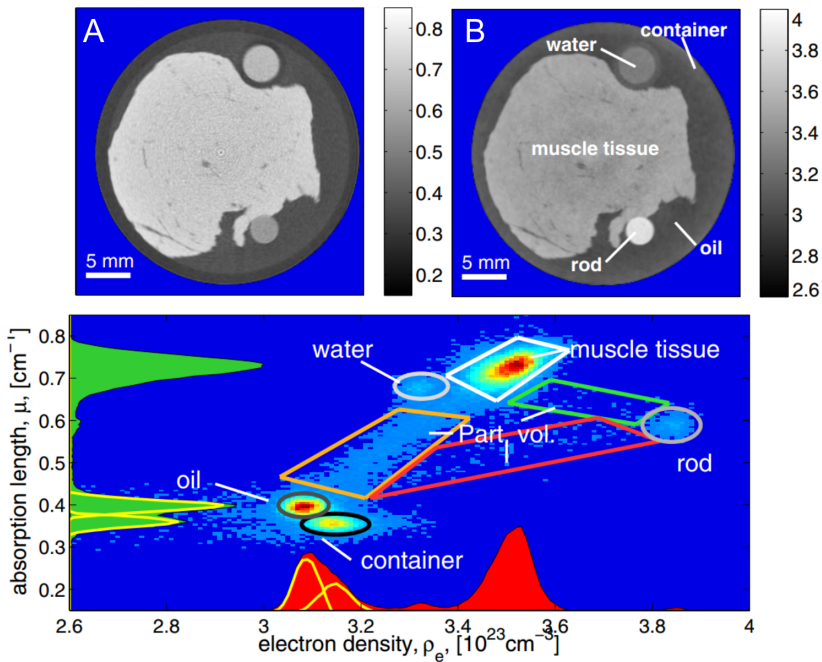 A
0.8
0.7
0.6
0.5
0.4
0.3
0.2
5 mm
B
water
container
muscle tissue
rod
oil
5 mm
4
3.8
3.6
3.4
3.2
3
2.8
2.6
absorption length, μ, [cm⁻¹]
0.8
0.7
0.6
0.5
0.4
0.3
0.2
water
muscle tissue
Part. vol.
rod
oil
container
2.6
2.8
3
3.2
3.4
3.6
3.8
4
electron density, ρₑ, [10²³cm⁻³]